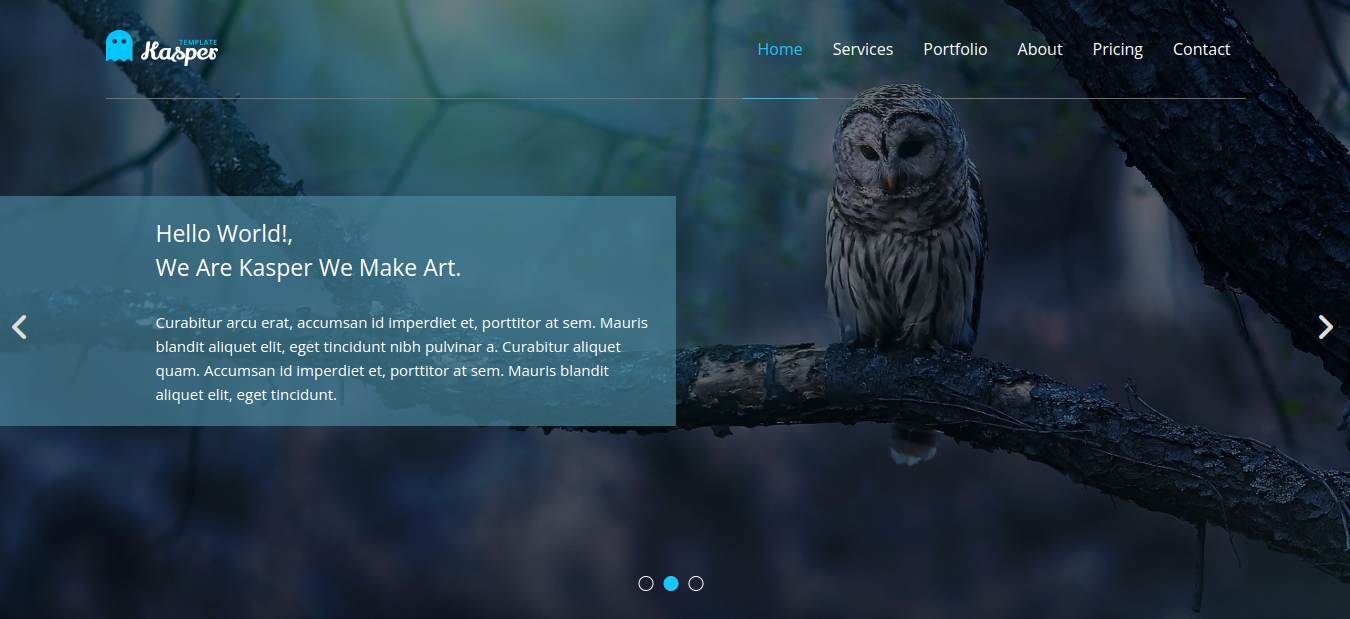 TEMPLATE
Kasper
Home Services Portfolio About Pricing Contact
Hello World!,
We Are Kasper We Make Art.
Curabitur arcu erat, accumsan id imperdiet et, porttitor at sem. Mauris
blandit aliquet elit, eget tincidunt nibh pulvinar a. Curabitur aliquet
quam. Accumsan id imperdiet et, porttitor at sem. Mauris blandit
aliquet elit, eget tincidunt.